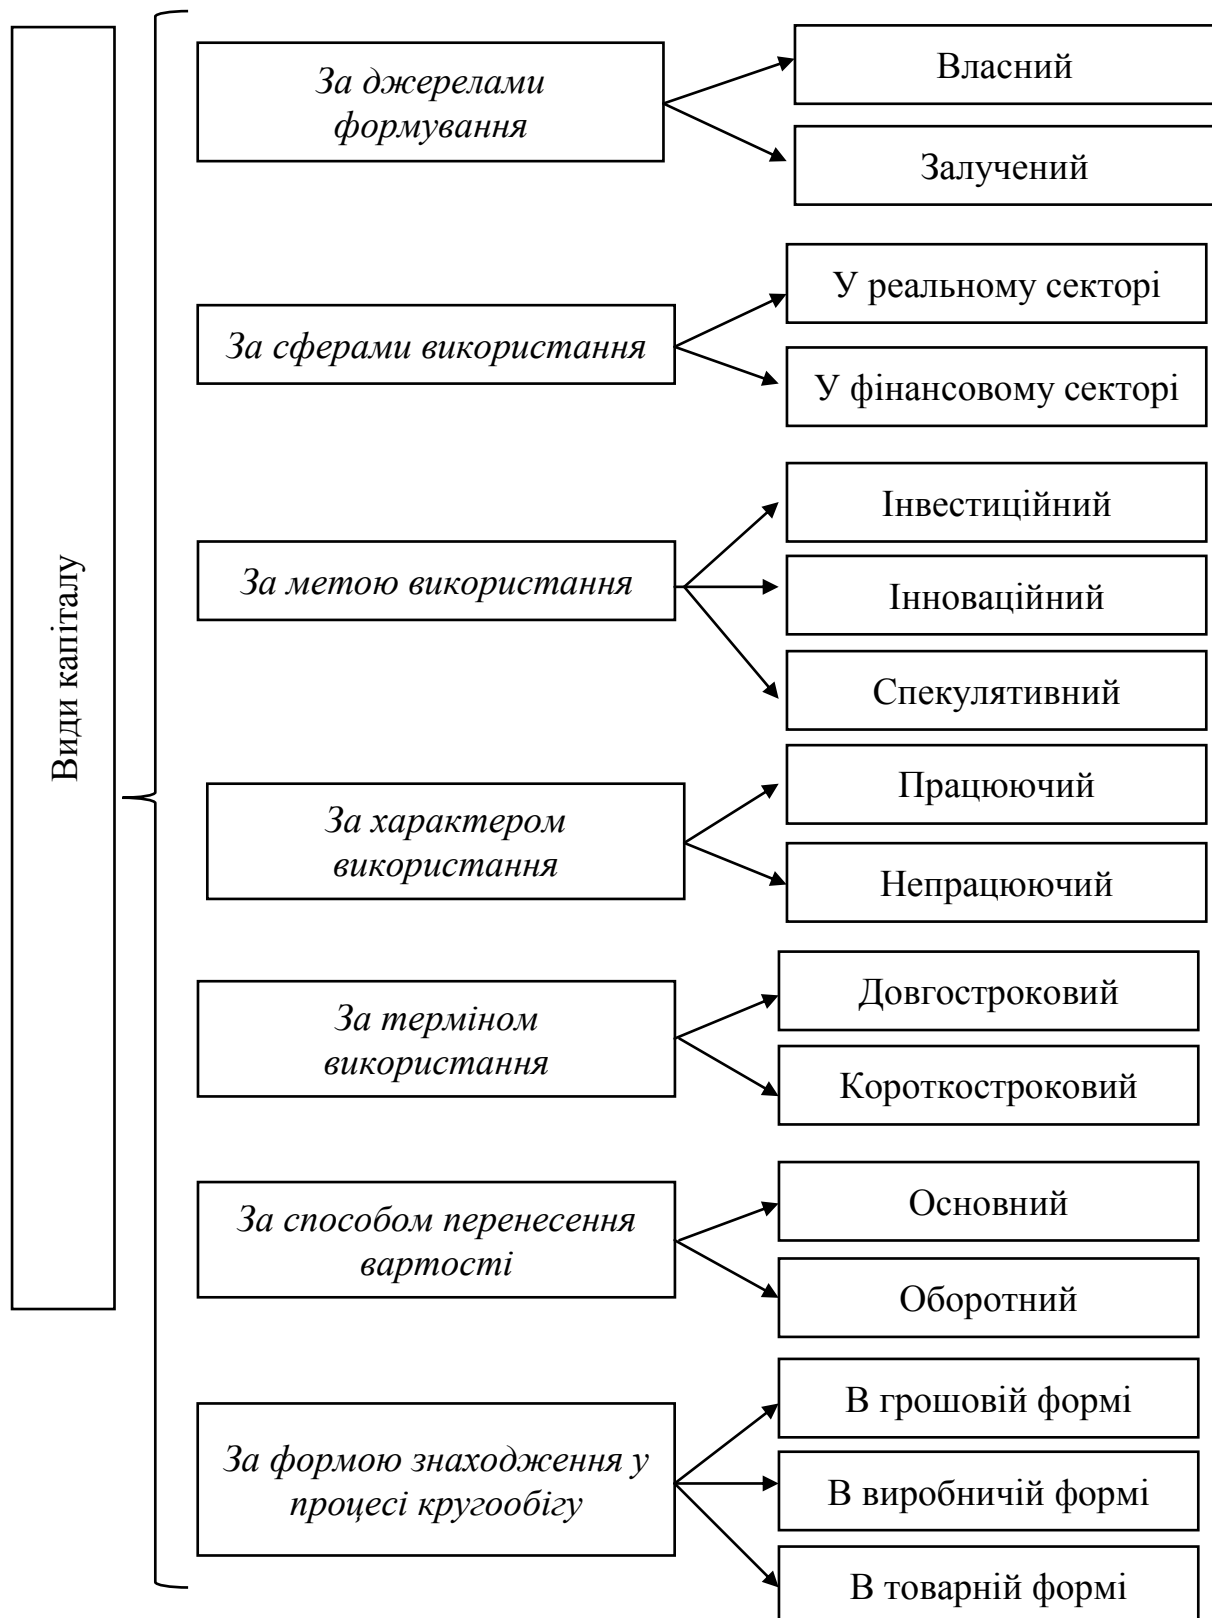 Види капіталу
За джерелами
формування
Власний
Залучений
За сферами використання
У реальному секторі
У фінансовому секторі
За метою використання
Інвестиційний
Інноваційний
Спекулятивний
За характером
використання
Працюючий
Непрацюючий
За терміном
використання
Довгостроковий
Короткостроковий
За способом перенесення
вартості
Основний
Оборотний
За формою знаходження у
процесі кругообігу
В грошовій формі
В виробничій формі
В товарній формі